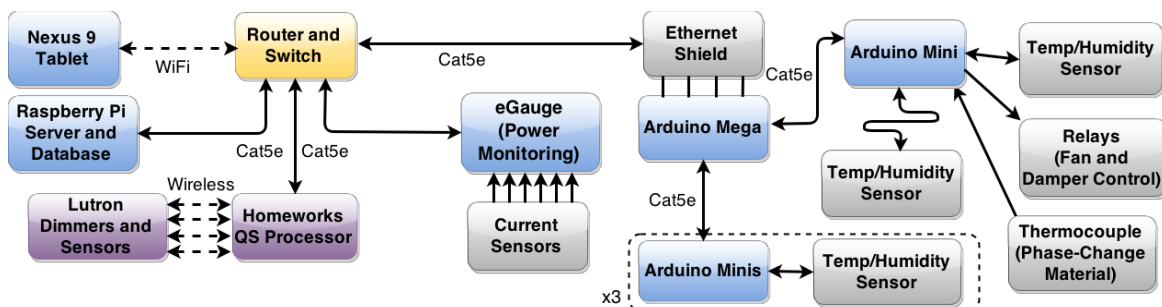 Nexus 9
Tablet
WiFi
Router and
Switch
Cat5e
Ethernet
Shield
Cat5e
Arduino Mini
Temp/Humidity
Sensor
Raspberry Pi
Server and
Database
Cat5e
Cat5e
eGauge
(Power
Monitoring)
Arduino Mega
Relays
(Fan and
Damper Control)
Temp/Humidity
Sensor
Wireless
Lutron
Dimmers and
Sensors
Homeworks
QS Processor
Current
Sensors
Cat5e
Thermocouple
(Phase-Change
Material)
Arduino Minis
Temp/Humidity
Sensor
x3